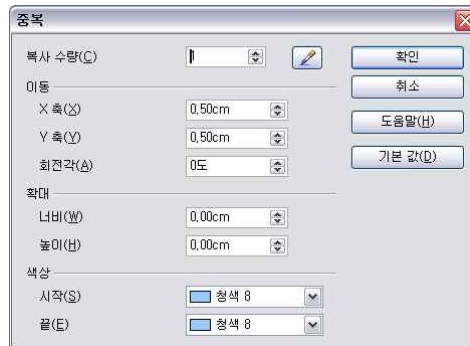 중복
복사 수량(C) 1
확인
이동
취소
X 축(X) 0,50cm
도움말(H)
Y 축(Y) 0,50cm
기본 값(D)
회전각(A) 0도
확대
너비(W) 0,00cm
높이(H) 0,00cm
색상
시작(S) 청색 8
끝(E) 청색 8